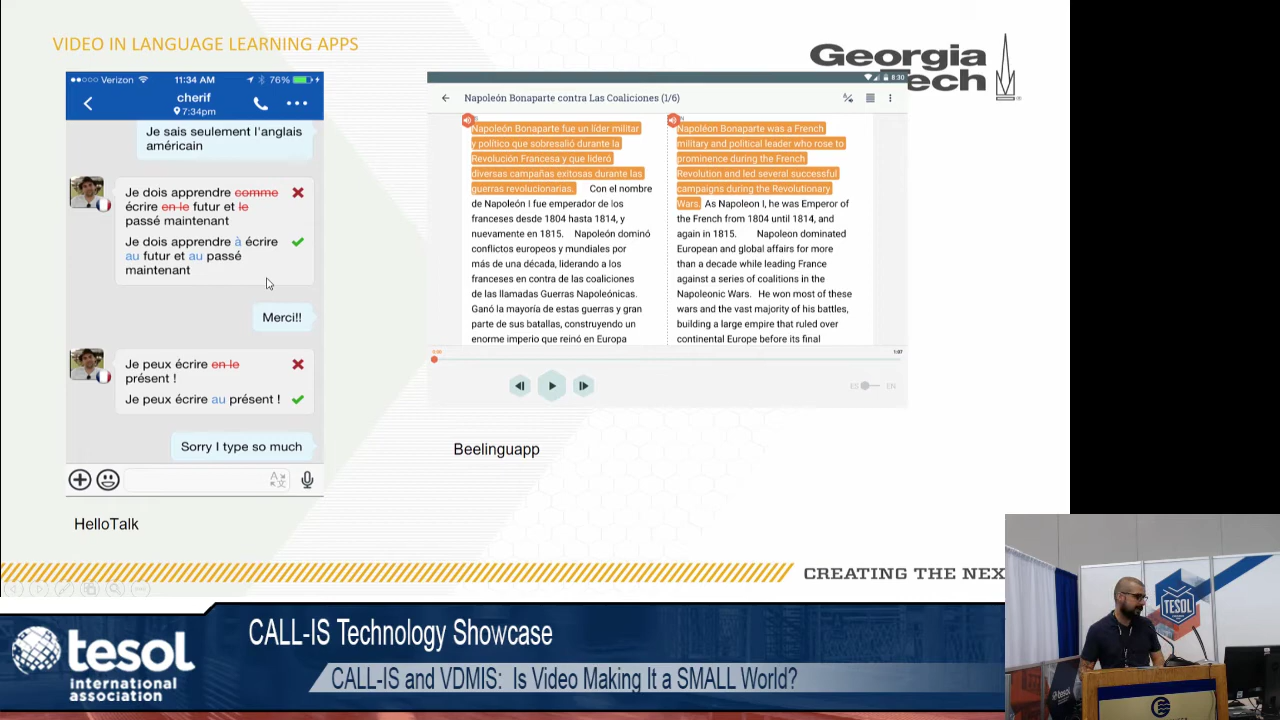 VIDEO IN LANGUAGE LEARNING APPS
Georgia
Tech
Verizon
11:34 AM
76%
cherif
7:34pm
Je sais seulement l'anglais
américain
Je dois apprendre comme
écrire en le futur et le
passé maintenant
Je dois apprendre à écrire
au futur et au passé
maintenant
Merci!!
Je peux écrire en le
présent !
Je peux écrire au présent !
Sorry I type so much
HelloTalk
8:30
Napoleón Bonaparte contra Las Coaliciones (1/6)
Napoleón Bonaparte fue un líder militar
y político que sobresalió durante la
Revolución Francesa y que lideró
diversas campañas exitosas durante las
guerras revolucionarias. Con el nombre
de Napoleón I fue emperador de los
franceses desde 1804 hasta 1814, y
nuevamente en 1815. Napoleón dominó
conflictos europeos y mundiales por
más de una década, liderando a los
franceses en contra de las coaliciones
de las llamadas Guerras Napoleónicas.
Ganó la mayoría de estas guerras y gran
parte de sus batallas, construyendo un
enorme imperio que reinó en Europa
Napoléon Bonaparte was a French
military and political leader who rose to
prominence during the French
Revolution and led several successful
campaigns during the Revolutionary
Wars. As Napoleon I, he was Emperor of
the French from 1804 until 1814, and
again in 1815. Napoleon dominated
European and global affairs for more
than a decade while leading France
against a series of coalitions in the
Napoleonic Wars. He won most of these
wars and the vast majority of his battles,
building a large empire that ruled over
continental Europe before its final
0:00
1:07
ES
EN
Beelinguapp
CREATING THE NEX
TESOL
tesol
tesol
international
association
CALL-IS Technology Showcase
CALL-IS and VDMIS: Is Video Making It a SMALL World?